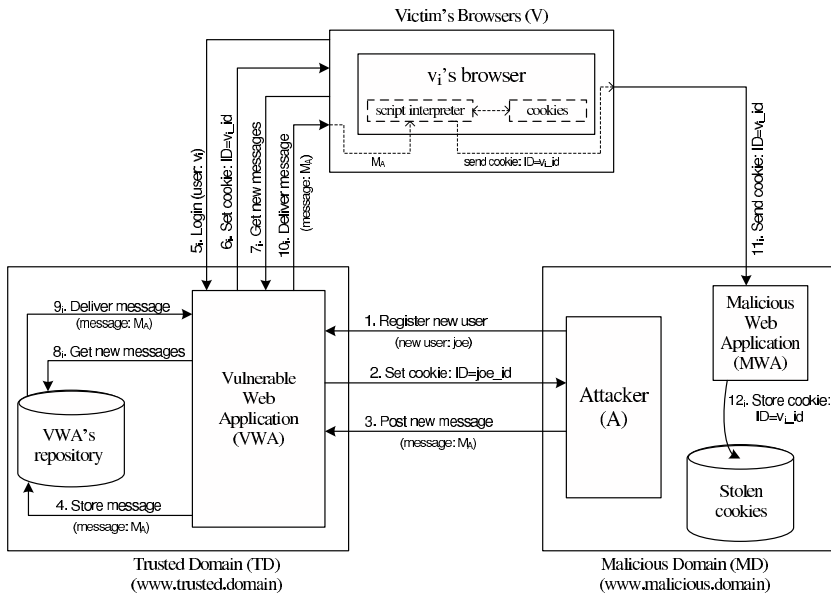 Victim's Browsers (V)
vi's browser
script interpreter
cookies
MA
send cookie: ID=vi_id
5i. Login (user: vi)
6i. Set cookie: ID=vi_id
7i. Get new messages
10i. Deliver message
(message: MA)
11i. Send cookie: ID=vi_id
9i. Deliver message
(message: MA)
8i. Get new messages
VWA's
repository
4. Store message
(message: MA)
Vulnerable
Web
Application
(VWA)
1. Register new user
(new user: joe)
2. Set cookie: ID=joe_id
3. Post new message
(message: MA)
Attacker
(A)
Malicious
Web
Application
(MWA)
12i. Store cookie:
ID=vi_id
Stolen
cookies
Trusted Domain (TD)
(www.trusted.domain)
Malicious Domain (MD)
(www.malicious.domain)